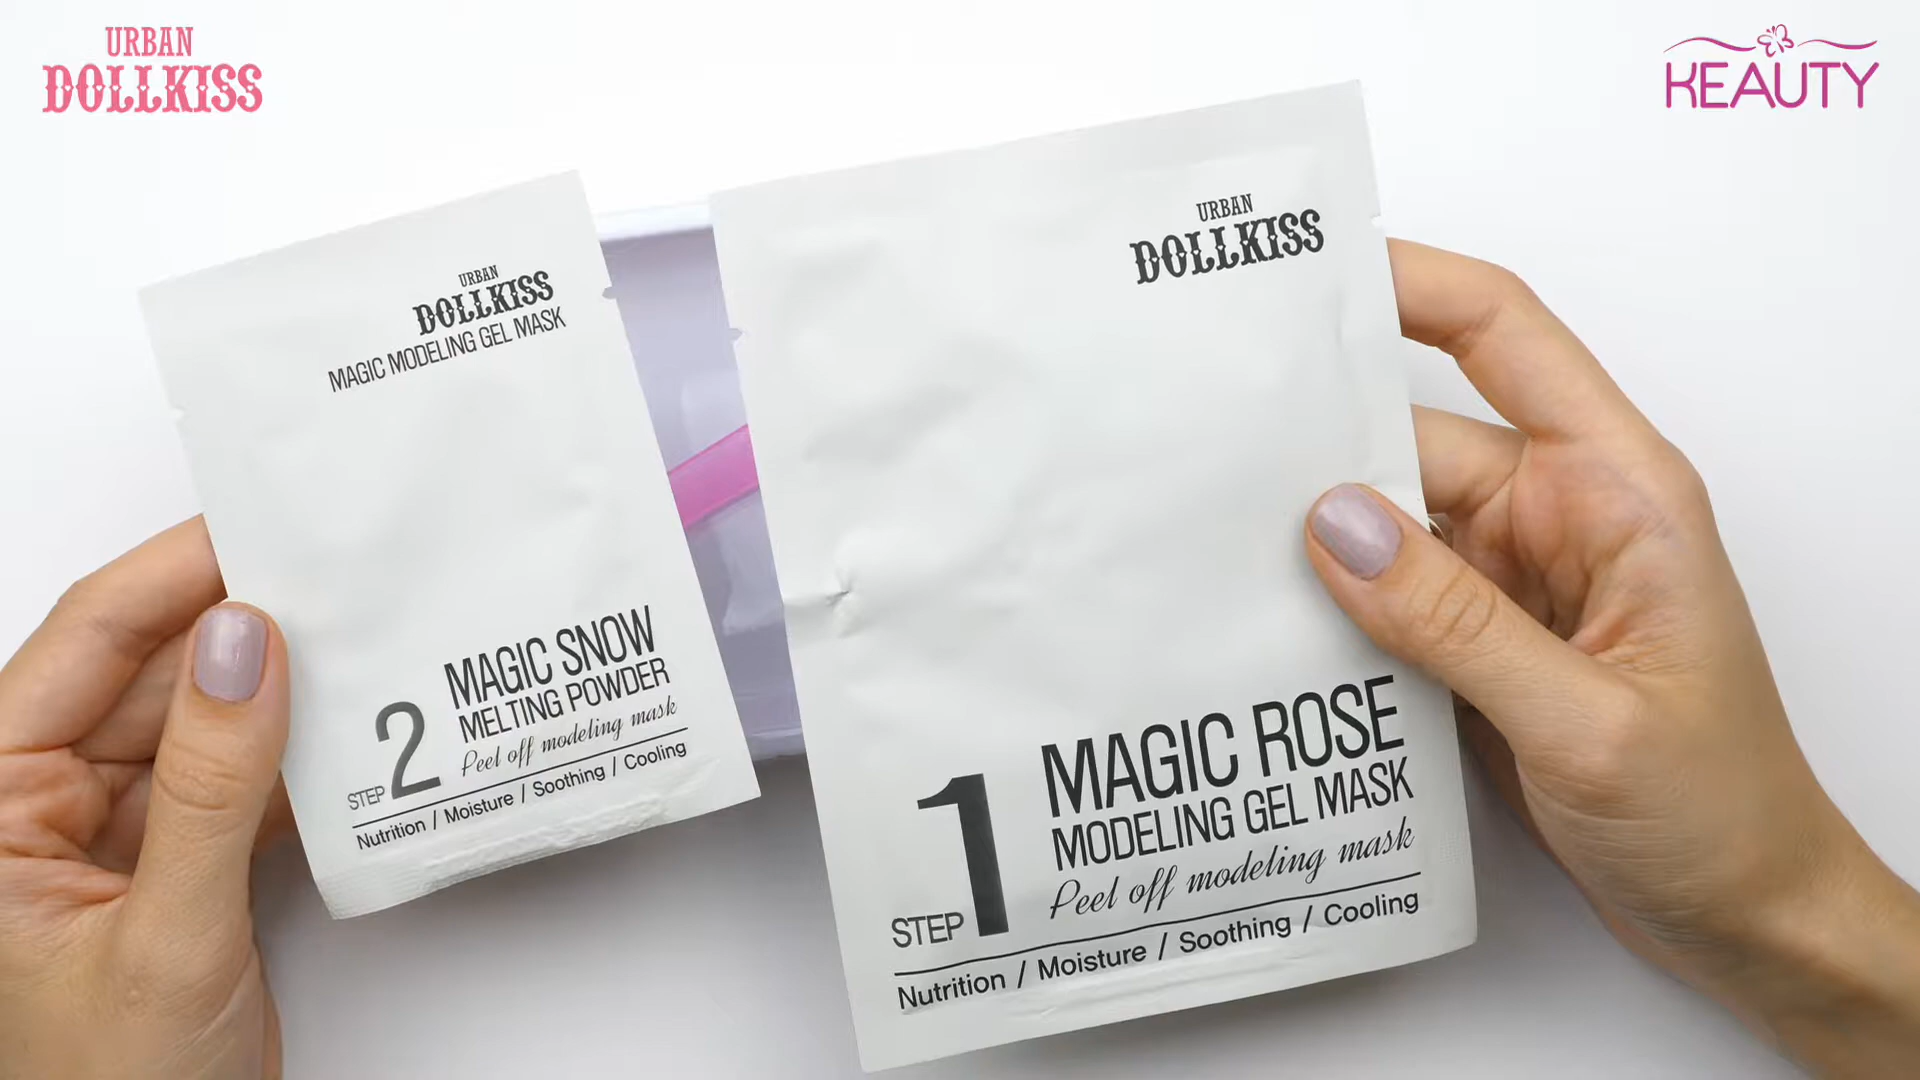 URBAN
DOLLKISS
KEAUTY
URBAN
DOLLKISS
MAGIC MODELING GEL MASK
STEP 2
MAGIC SNOW
MELTING POWDER
Peel off modeling mask
Nutrition / Moisture / Soothing / Cooling
URBAN
DOLLKISS
STEP 1
MAGIC ROSE
MODELING GEL MASK
Peel off modeling mask
Nutrition / Moisture / Soothing / Cooling